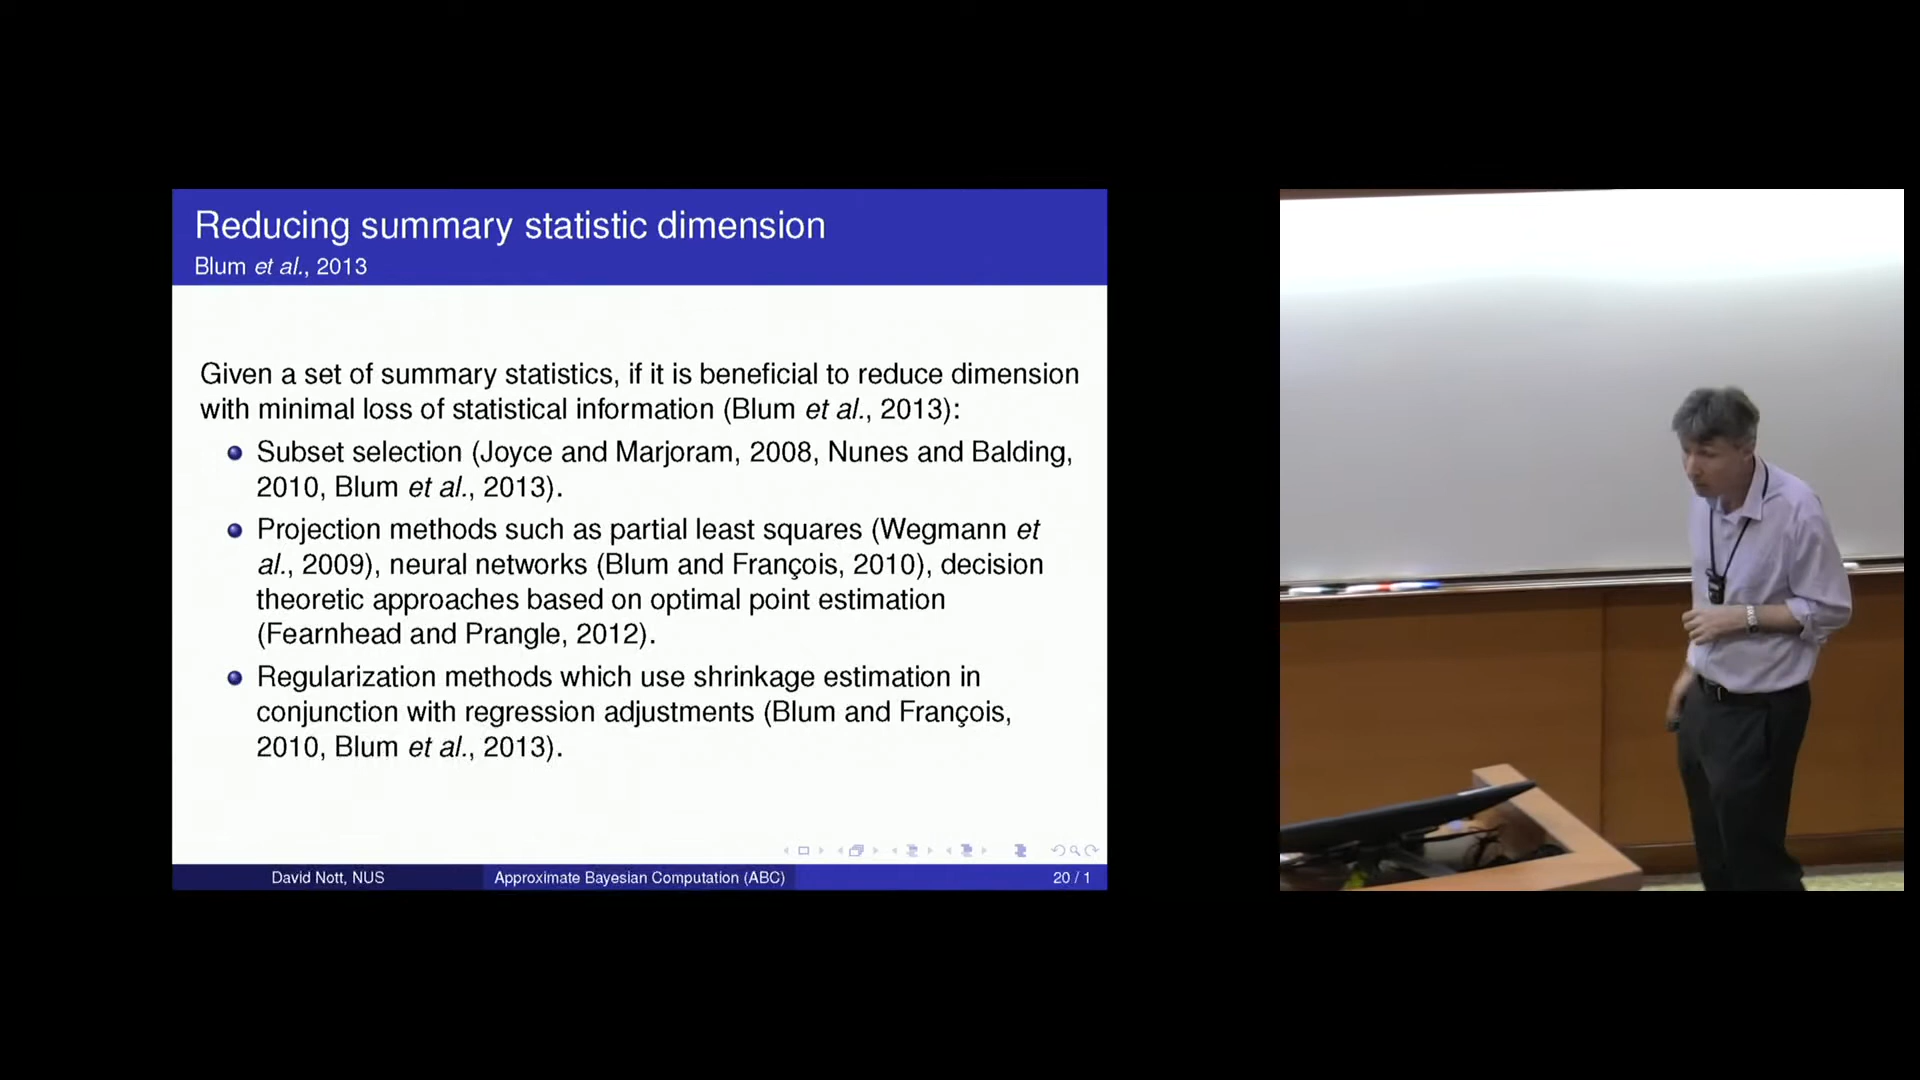 Reducing summary statistic dimension
Blum et al., 2013
Given a set of summary statistics, if it is beneficial to reduce dimension
with minimal loss of statistical information (Blum et al., 2013):
Subset selection (Joyce and Marjoram, 2008, Nunes and Balding,
2010, Blum et al., 2013).
Projection methods such as partial least squares (Wegmann et
al., 2009), neural networks (Blum and François, 2010), decision
theoretic approaches based on optimal point estimation
(Fearnhead and Prangle, 2012).
Regularization methods which use shrinkage estimation in
conjunction with regression adjustments (Blum and François,
2010, Blum et al., 2013).
David Nott, NUS
Approximate Bayesian Computation (ABC)
20 / 1